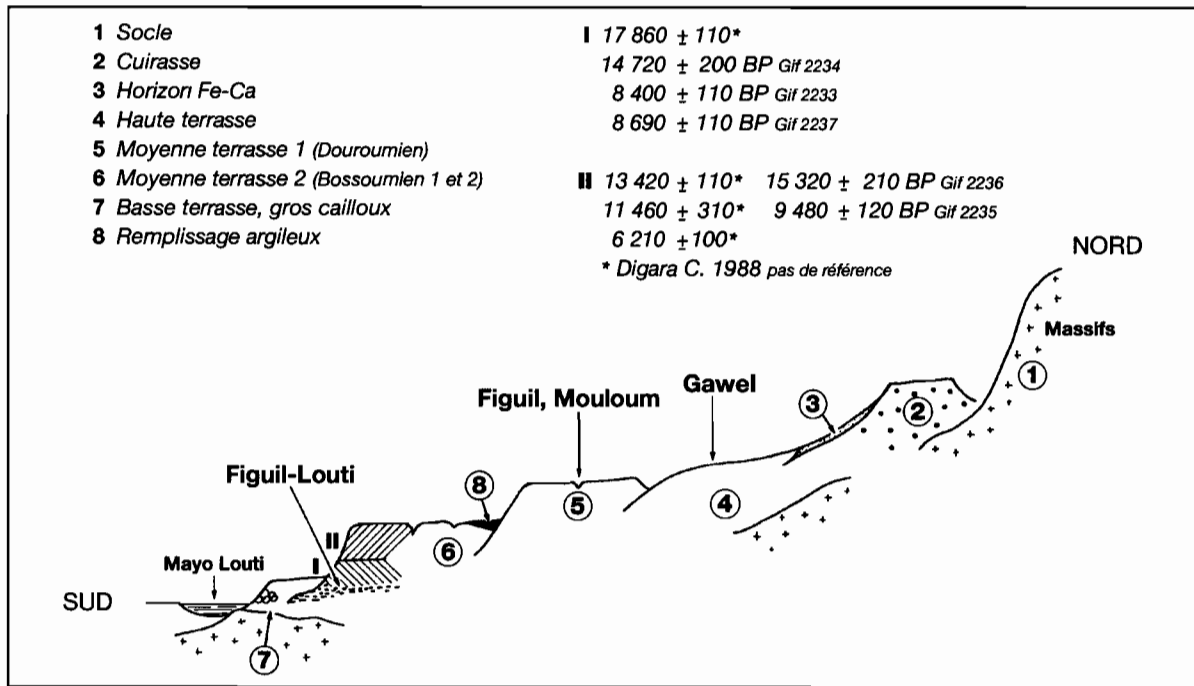 1 Socle
2 Cuirasse
3 Horizon Fe-Ca
4 Haute terrasse
5 Moyenne terrasse 1 (Douroumien)
6 Moyenne terrasse 2 (Bossoumien 1 et 2)
7 Basse terrasse, gros cailloux
8 Remplissage argileux
I 17 860 ± 110*
14 720 ± 200 BP Gif 2234
8 400 ± 110 BP Gif 2233
8 690 ± 110 BP Gif 2237
II 13 420 ± 110* 15 320 ± 210 BP Gif 2236
11 460 ± 310* 9 480 ± 120 BP Gif 2235
6 210 ±100*
* Digara C. 1988 pas de référence
NORD
Massifs
1
Gawel
Figuil, Mouloum
3
2
Figuil-Louti
8
5
4
II
6
I
Mayo Louti
SUD
7